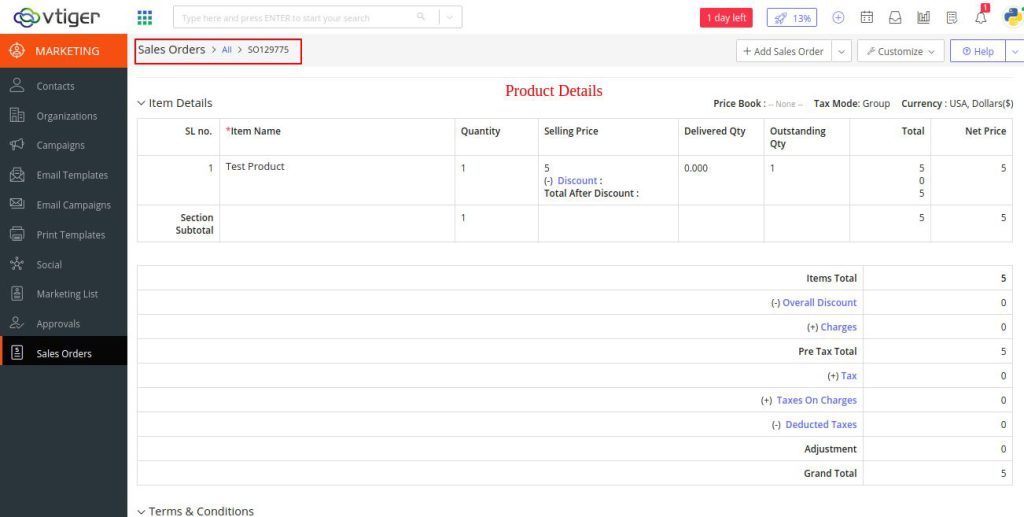 vtiger
Type here and press ENTER to start your search
1 day left
13%
1
MARKETING
Sales Orders > All > SO129775
+ Add Sales Order
Customize
Help
Contacts
Organizations
Campaigns
Email Templates
Email Campaigns
Print Templates
Social
Marketing List
Approvals
Sales Orders
Product Details
Item Details
Price Book : -- None -- Tax Mode: Group Currency : USA, Dollars($)
SL no. *Item Name Quantity Selling Price Delivered Qty Outstanding Qty Total Net Price
1 Test Product 1 5 0.000 1 5 5
(-) Discount : 0
Total After Discount : 5
Section Subtotal 1 5 5
Items Total 5
(-) Overall Discount 0
(+) Charges 0
Pre Tax Total 5
(+) Tax 0
(+) Taxes On Charges 0
(-) Deducted Taxes 0
Adjustment 0
Grand Total 5
Terms & Conditions